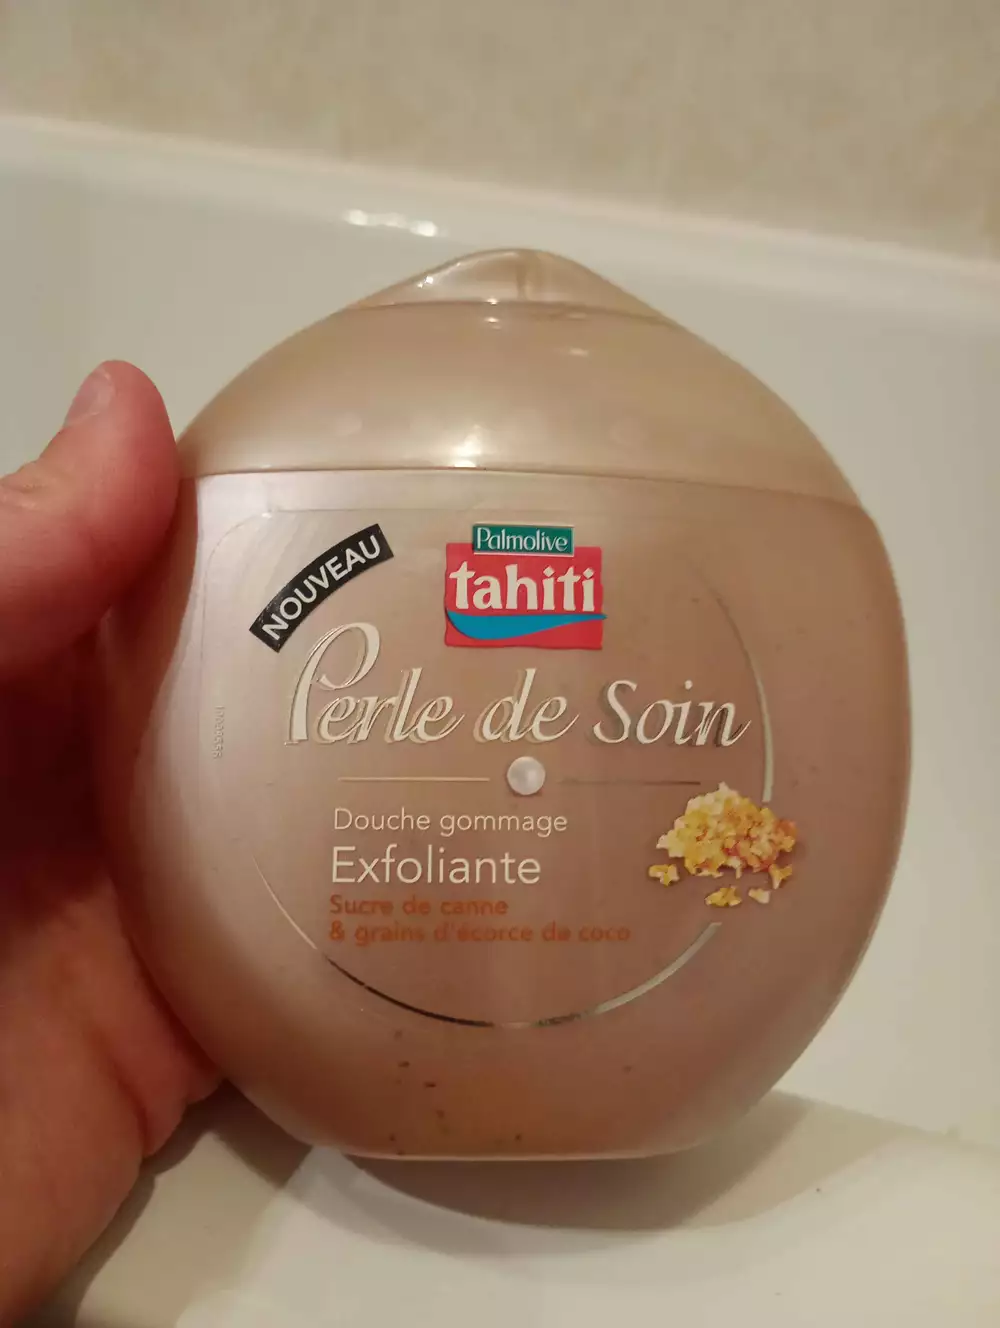 NOUVEAU
Palmolive
tahiti
Perle de Soin
Douche gommage
Exfoliante
Sucre de canne
& grains d'écorce de coco